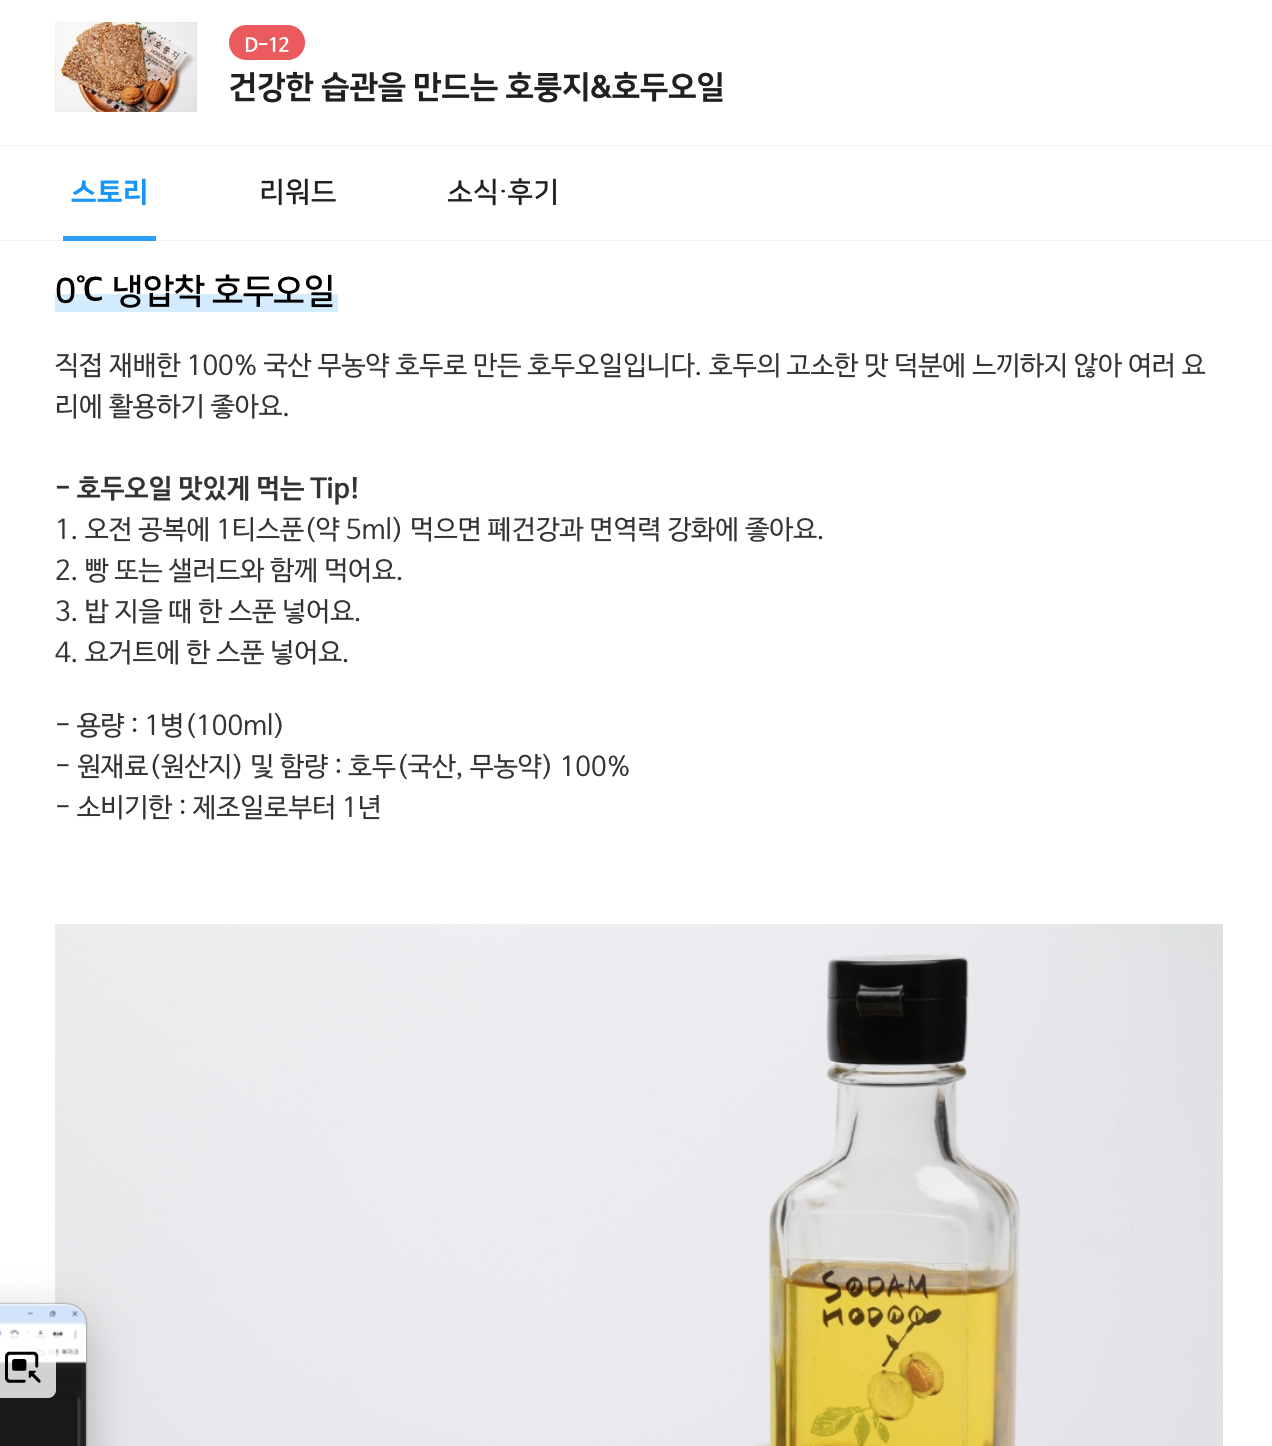 D-12
건강한 습관을 만드는 호룽지&호두오일
스토리
리워드
소식·후기
0℃ 냉압착 호두오일
직접 재배한 100% 국산 무농약 호두로 만든 호두오일입니다. 호두의 고소한 맛 덕분에 느끼하지 않아 여러 요
리에 활용하기 좋아요.
- 호두오일 맛있게 먹는 Tip!
1. 오전 공복에 1티스푼(약 5ml) 먹으면 폐건강과 면역력 강화에 좋아요.
2. 빵 또는 샐러드와 함께 먹어요.
3. 밥 지을 때 한 스푼 넣어요.
4. 요거트에 한 스푼 넣어요.
- 용량 : 1병(100ml)
- 원재료(원산지) 및 함량 : 호두(국산, 무농약) 100%
- 소비기한 : 제조일로부터 1년
SODAM
HODOO